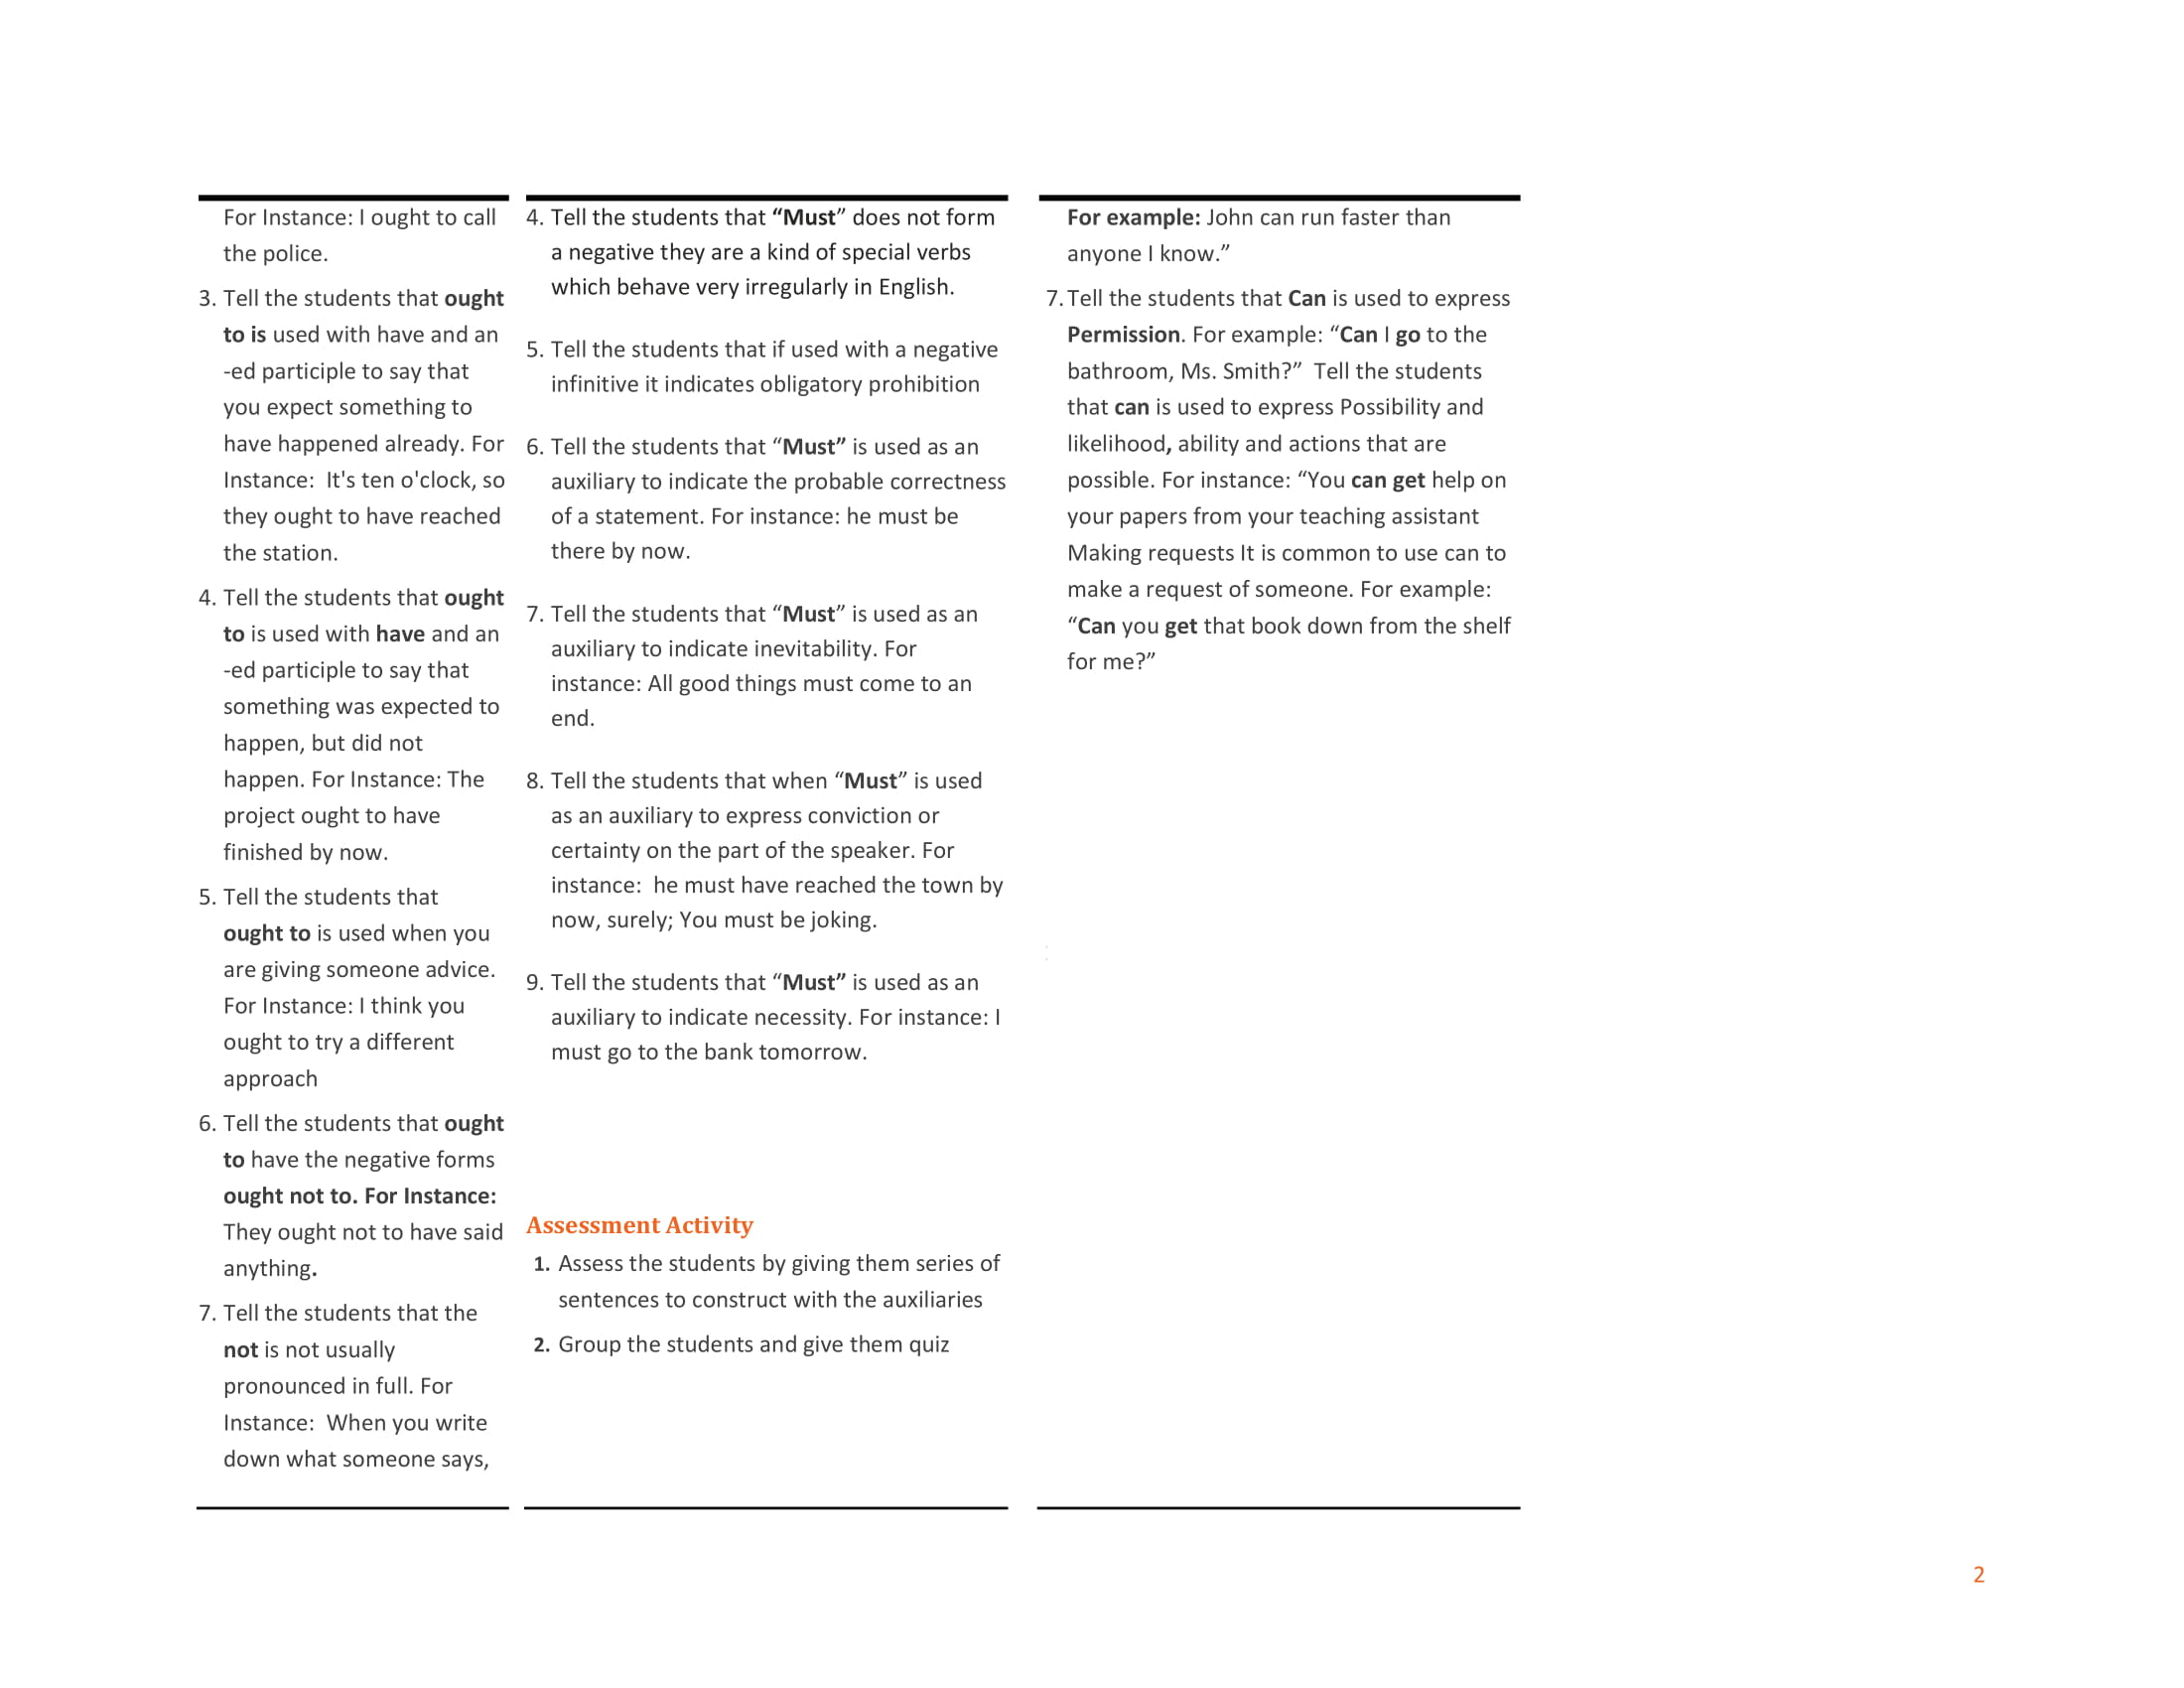 For Instance: I ought to call
the police.
3. Tell the students that ought
to is used with have and an
-ed participle to say that
you expect something to
have happened already. For
Instance:  It's ten o'clock, so
they ought to have reached
the station.
4. Tell the students that ought
to is used with have and an
-ed participle to say that
something was expected to
happen, but did not
happen. For Instance: The
project ought to have
finished by now.
5. Tell the students that
ought to is used when you
are giving someone advice.
For Instance: I think you
ought to try a different
approach
6. Tell the students that ought
to have the negative forms
ought not to. For Instance:
They ought not to have said
anything.
7. Tell the students that the
not is not usually
pronounced in full. For
Instance:  When you write
down what someone says,
4. Tell the students that “Must” does not form
a negative they are a kind of special verbs
which behave very irregularly in English.
5. Tell the students that if used with a negative
infinitive it indicates obligatory prohibition
6. Tell the students that “Must” is used as an
auxiliary to indicate the probable correctness
of a statement. For instance: he must be
there by now.
7. Tell the students that “Must” is used as an
auxiliary to indicate inevitability. For
instance: All good things must come to an
end.
8. Tell the students that when “Must” is used
as an auxiliary to express conviction or
certainty on the part of the speaker. For
instance:  he must have reached the town by
now, surely; You must be joking.
9. Tell the students that “Must” is used as an
auxiliary to indicate necessity. For instance: I
must go to the bank tomorrow.
Assessment Activity
1. Assess the students by giving them series of
sentences to construct with the auxiliaries
2. Group the students and give them quiz
For example: John can run faster than
anyone I know.”
7. Tell the students that Can is used to express
Permission. For example: “Can I go to the
bathroom, Ms. Smith?”  Tell the students
that can is used to express Possibility and
likelihood, ability and actions that are
possible. For instance: “You can get help on
your papers from your teaching assistant
Making requests It is common to use can to
make a request of someone. For example:
“Can you get that book down from the shelf
for me?”
2